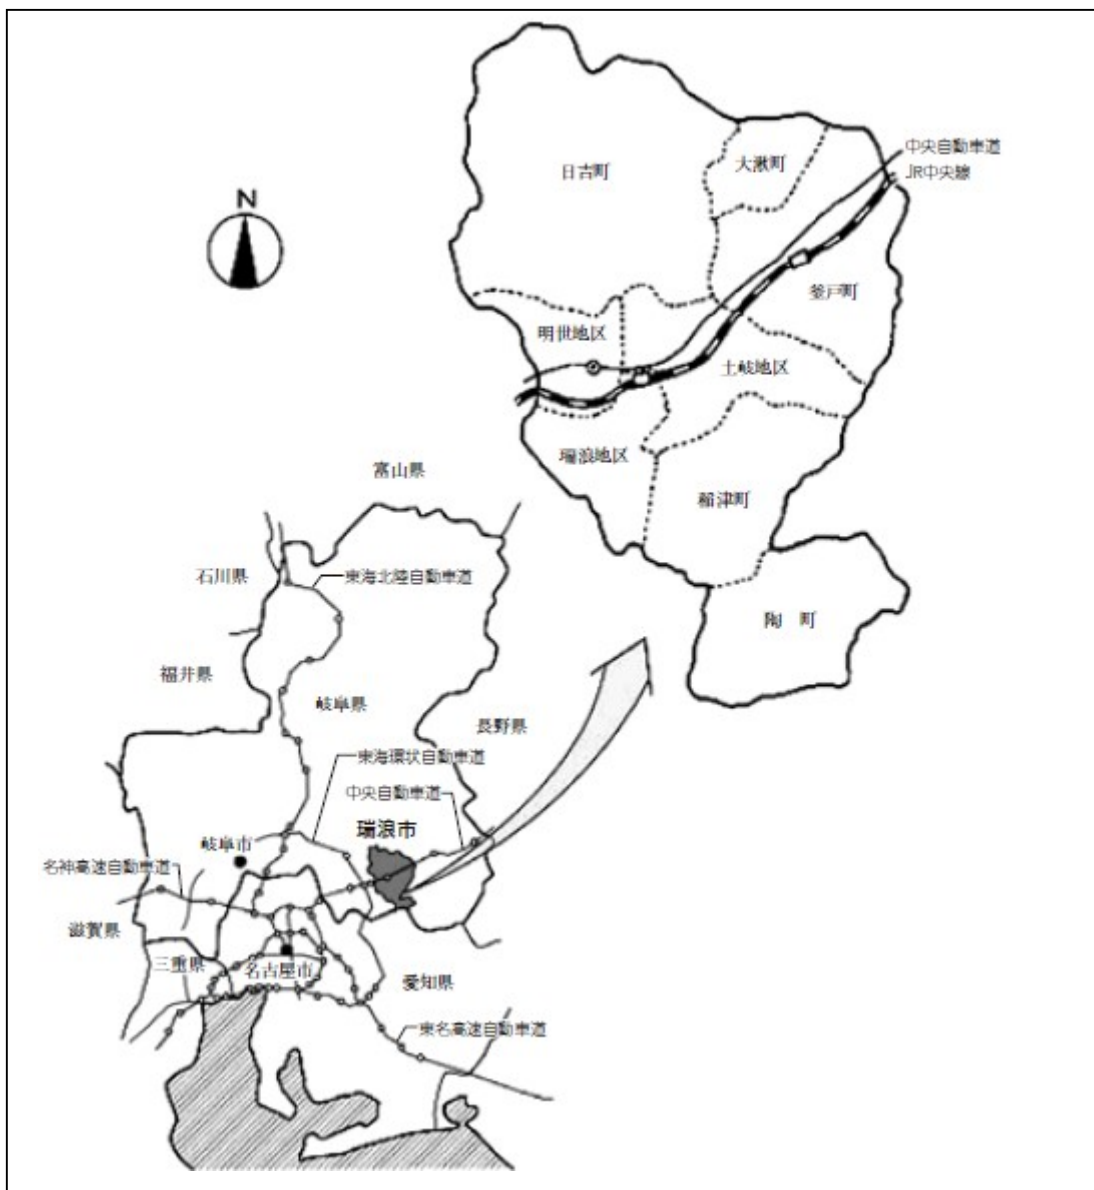 中央自動車道
大湫町
日吉町
JR中央線
N
釜戸町
明世地区
土岐地区
瑞浪地区
稲津町
陶 町
富山県
石川県
東海北陸自動車道
福井県
岐阜県
長野県
東海環状自動車道
中央自動車道
瑞浪市
岐阜市
名神高速自動車道
滋賀県
三重県
名古屋市
愛知県
東名高速自動車道